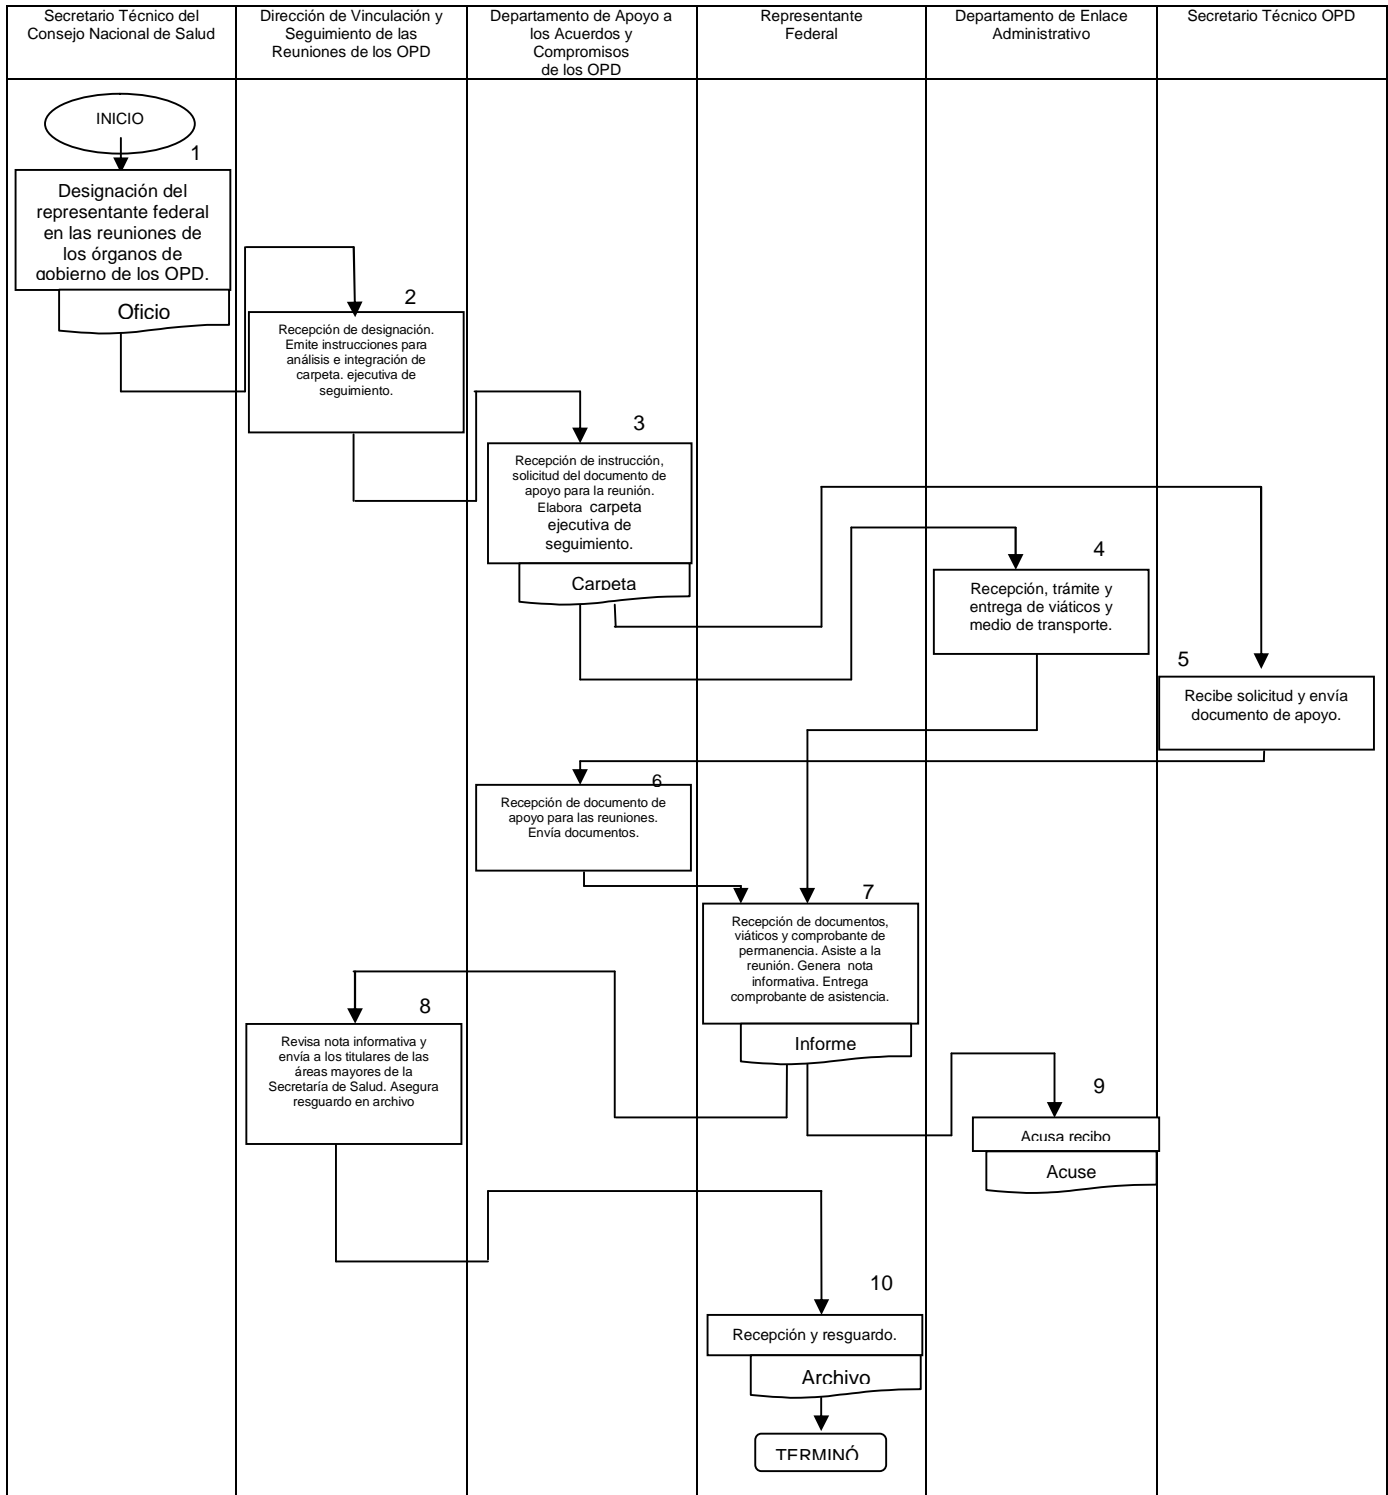 Secretario Técnico del
Consejo Nacional de Salud
Dirección de Vinculación y
Seguimiento de las
Reuniones de los OPD
Departamento de Apoyo a
los Acuerdos y
Compromisos
de los OPD
Representante
Federal
Departamento de Enlace
Administrativo
Secretario Técnico OPD
INICIO
1
Designación del
representante federal
en las reuniones de
los órganos de
gobierno de los OPD.
Oficio
2
Recepción de designación.
Emite instrucciones para
análisis e integración de
carpeta. ejecutiva de
seguimiento.
3
Recepción de instrucción,
solicitud del documento de
apoyo para la reunión.
Elabora carpeta
ejecutiva de
seguimiento.
Carpeta
4
Recepción, trámite y
entrega de viáticos y
medio de transporte.
5
Recibe solicitud y envía
documento de apoyo.
6
Recepción de documento de
apoyo para las reuniones.
Envía documentos.
7
Recepción de documentos,
viáticos y comprobante de
permanencia. Asiste a la
reunión. Genera nota
informativa. Entrega
comprobante de asistencia.
Informe
8
Revisa nota informativa y
envía a los titulares de las
áreas mayores de la
Secretaría de Salud. Asegura
resguardo en archivo
9
Acusa recibo
Acuse
10
Recepción y resguardo.
Archivo
TERMINÓ